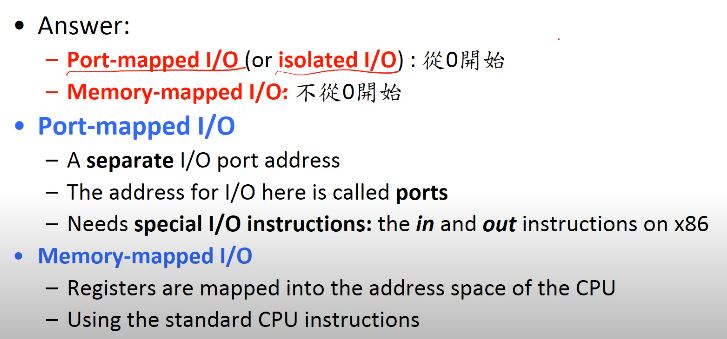 • Answer:
– Port-mapped I/O (or isolated I/O) : 從0開始
– Memory-mapped I/O: 不從0開始
• Port-mapped I/O
– A separate I/O port address
– The address for I/O here is called ports
– Needs special I/O instructions: the in and out instructions on x86
• Memory-mapped I/O
– Registers are mapped into the address space of the CPU
– Using the standard CPU instructions